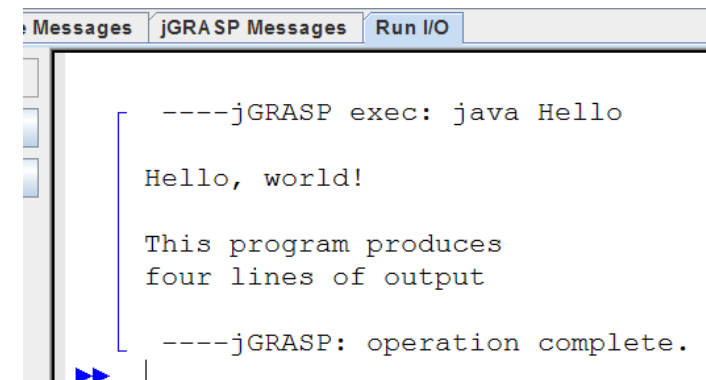 Messages jGRASP Messages Run I/O
----jGRASP exec: java Hello
Hello, world!
This program produces
four lines of output
----jGRASP: operation complete.